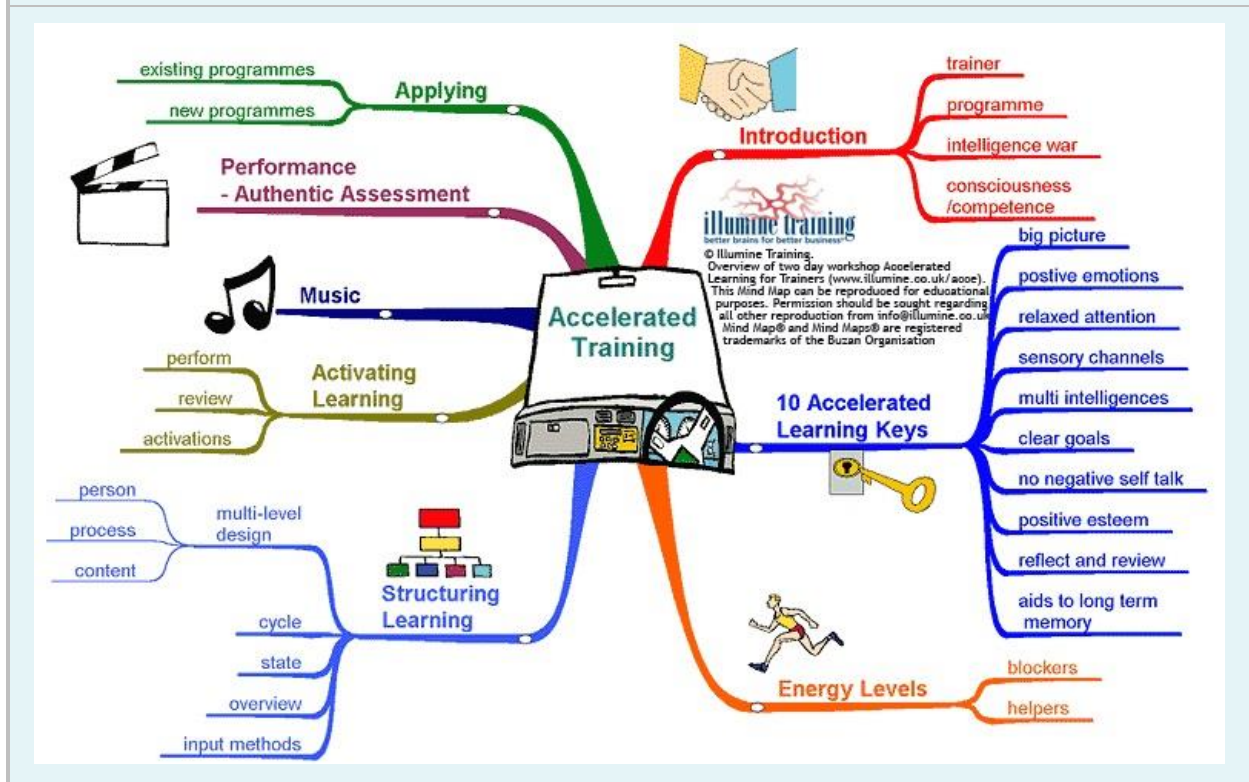 Accelerated
Training
Introduction
trainer
programme
intelligence war
consciousness
/competence
illumine training
better brains for better business®
© Illumine Training.
Overview of two day workshop Accelerated
Learning for Trainers (www.illumine.co.uk/aoce).
This Mind Map can be reproduced for educational
purposes. Permission should be sought regarding
all other reproduction from info@illumine.co.uk
Mind Map® and Mind Maps® are registered
trademarks of the Buzan Organisation
10 Accelerated
Learning Keys
big picture
postive emotions
relaxed attention
sensory channels
multi intelligences
clear goals
no negative self talk
positive esteem
reflect and review
aids to long term
memory
Energy Levels
blockers
helpers
Structuring
Learning
multi-level
design
person
process
content
cycle
state
overview
input methods
Activating
Learning
perform
review
activations
Music
Performance
- Authentic Assessment
Applying
existing programmes
new programmes